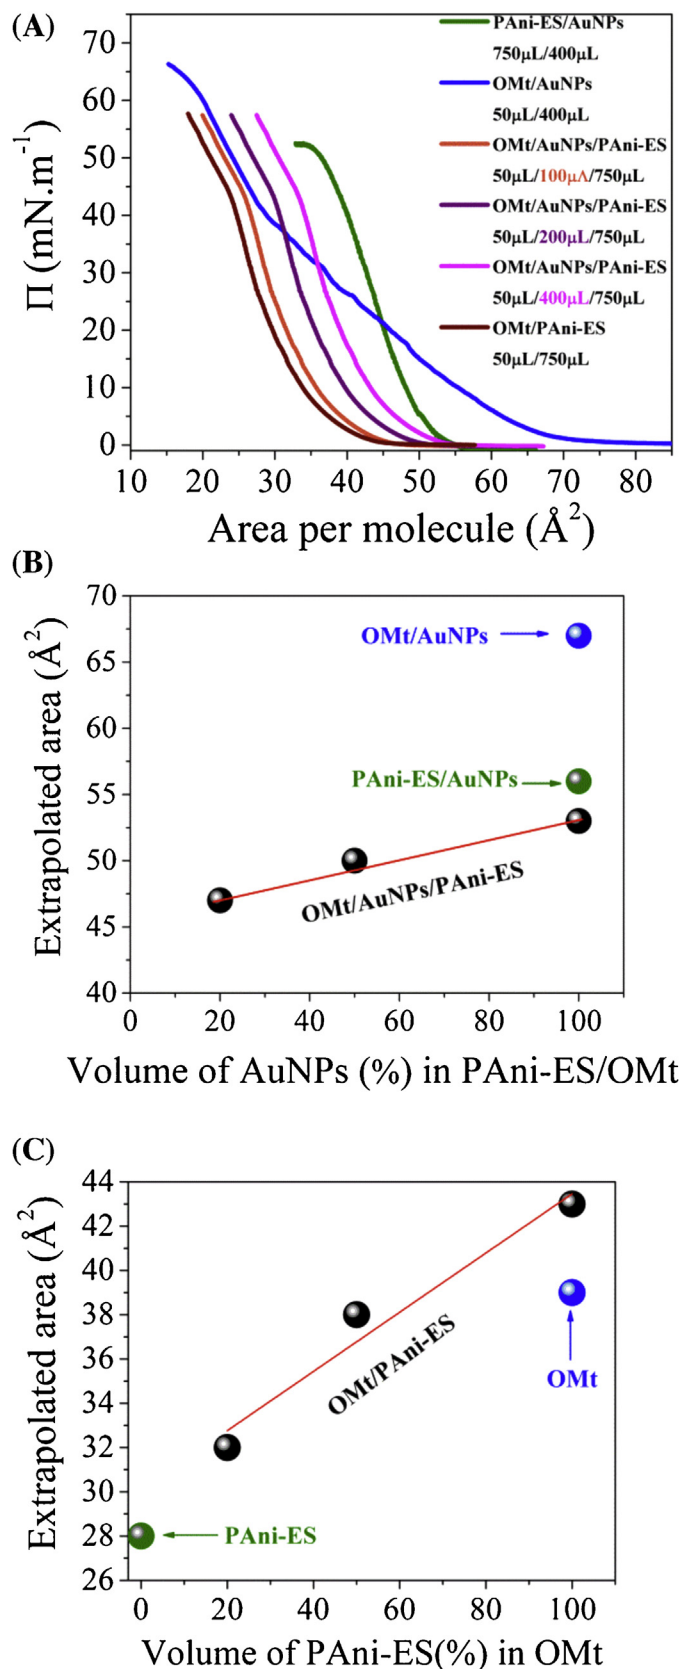 (A)
PAni-ES/AuNPs
750μL/400μL
OMt/AuNPs
50μL/400μL
OMt/AuNPs/PAni-ES
50μL/100μΛ/750μL
OMt/AuNPs/PAni-ES
50μL/200μL/750μL
OMt/AuNPs/PAni-ES
50μL/400μL/750μL
OMt/PAni-ES
50μL/750μL
Π (mN.m⁻¹)
70
60
50
40
30
20
10
0
10 20 30 40 50 60 70 80
Area per molecule (Å²)
(B)
Extrapolated area (Å²)
70
65
60
55
50
45
40
OMt/AuNPs
PAni-ES/AuNPs
OMt/AuNPs/PAni-ES
0 20 40 60 80 100
Volume of AuNPs (%) in PAni-ES/OMt
(C)
Extrapolated area (Å²)
44
42
40
38
36
34
32
30
28
26
OMt/PAni-ES
OMt
PAni-ES
0 20 40 60 80 100
Volume of PAni-ES(%) in OMt